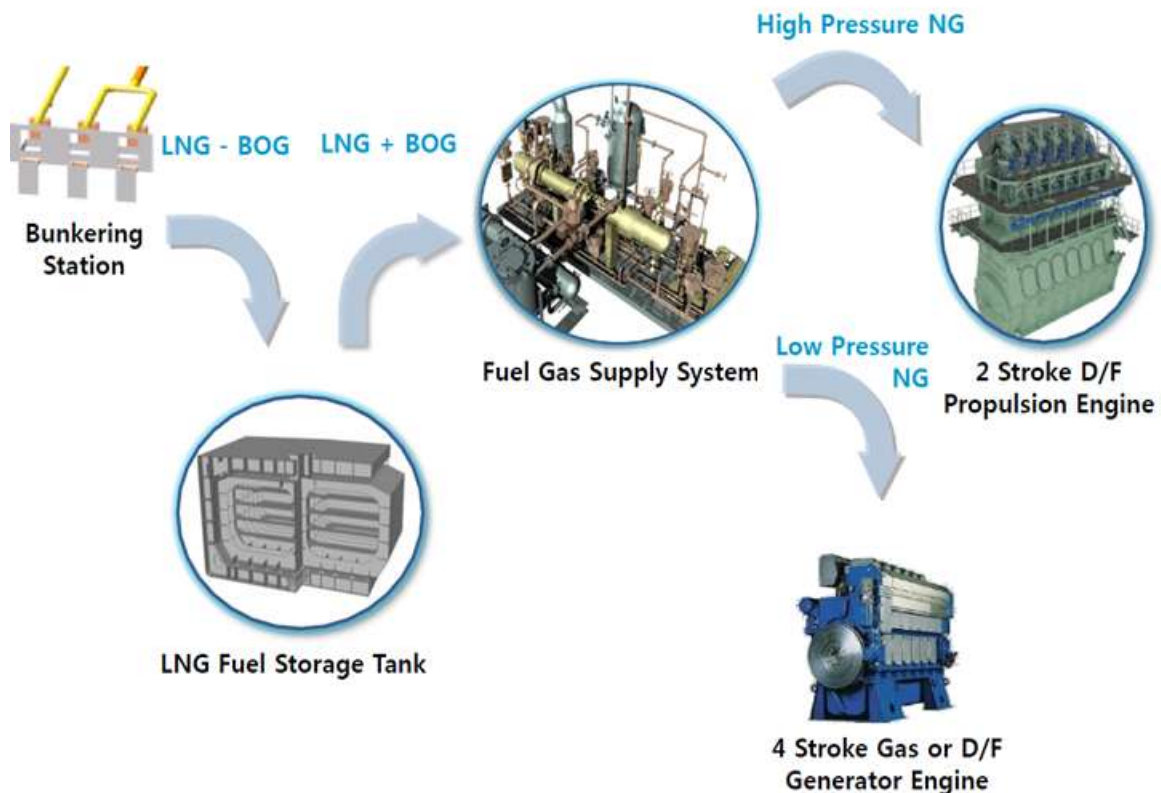 High Pressure NG
LNG - BOG
LNG + BOG
Bunkering
Station
Fuel Gas Supply System
Low Pressure
NG
2 Stroke D/F
Propulsion Engine
LNG Fuel Storage Tank
4 Stroke Gas or D/F
Generator Engine